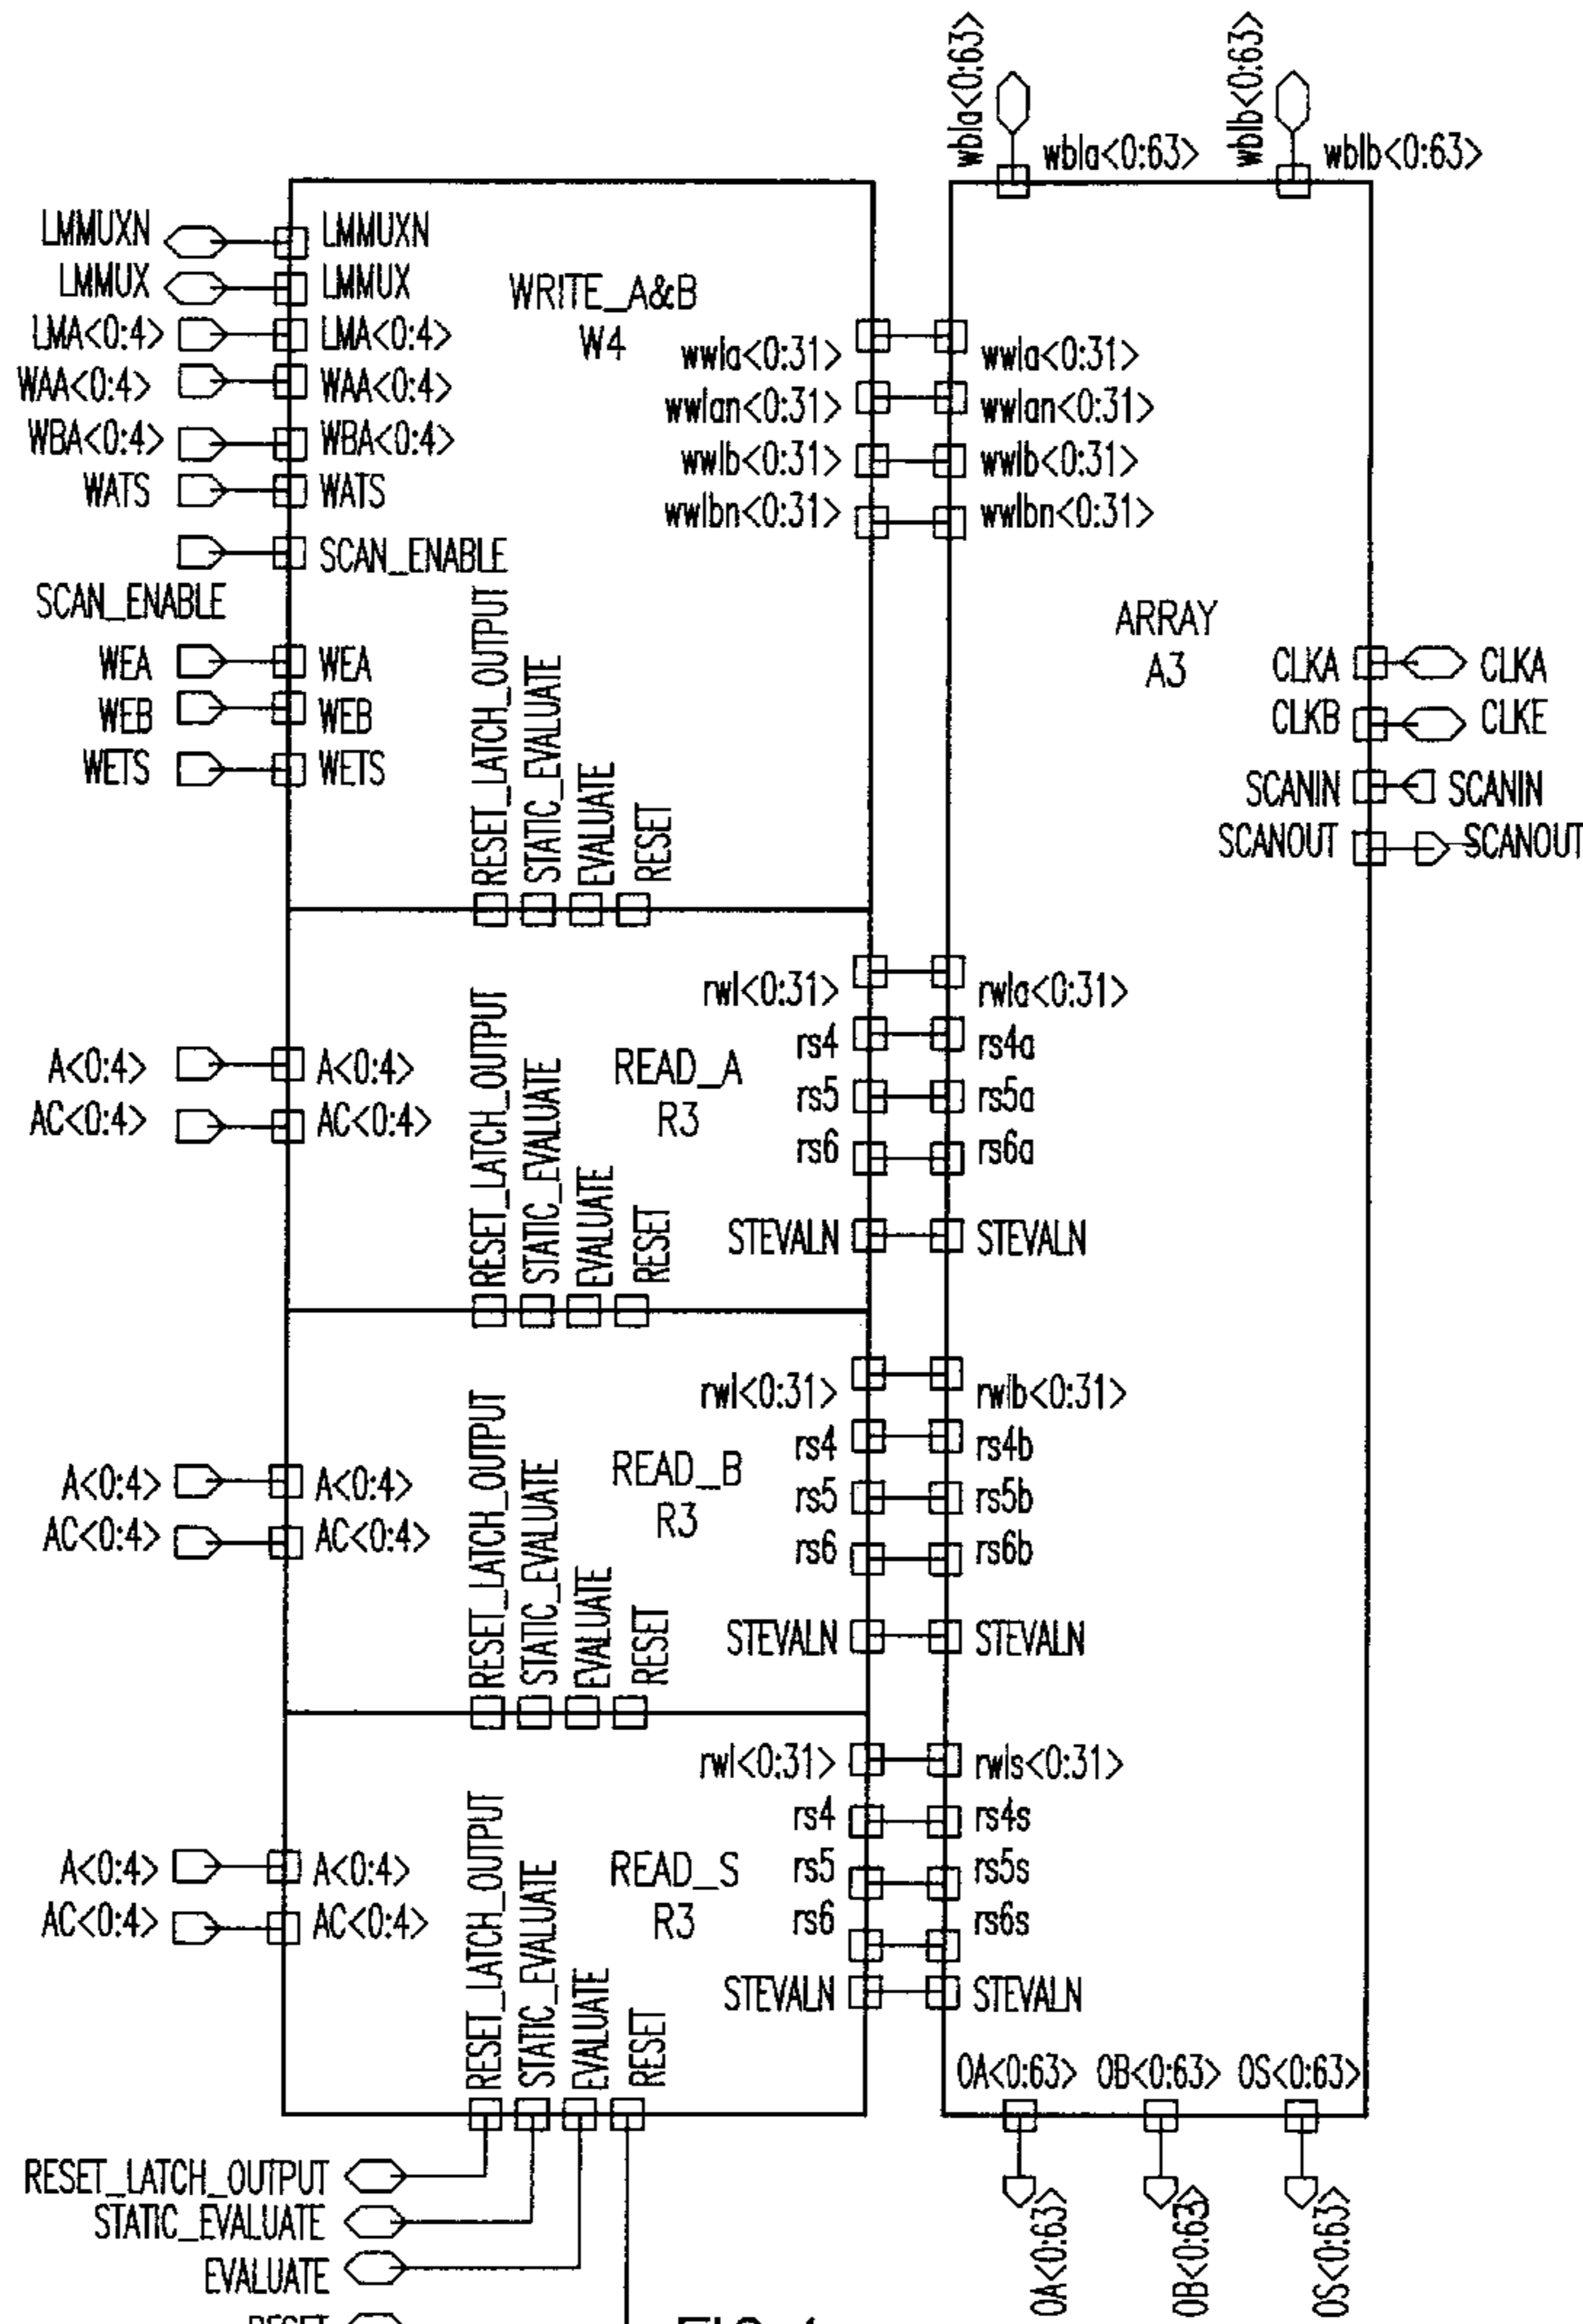 wbla<0:63>
wblb<0:63>
wbla<0:63>
wblb<0:63>
LMMUXN LMMUXN
LMMUX LMMUX
LMA<0:4> LMA<0:4>
WAA<0:4> WAA<0:4>
WBA<0:4> WBA<0:4>
WATS WATS
SCAN_ENABLE
SCAN_ENABLE
WEA WEA
WEB WEB
WETS WETS
WRITE_A&B
W4
wwla<0:31> wwla<0:31>
wwlan<0:31> wwlan<0:31>
wwlb<0:31> wwlb<0:31>
wwlbn<0:31> wwlbn<0:31>
RESET_LATCH_OUTPUT
STATIC_EVALUATE
EVALUATE
RESET
ARRAY
A3
CLKA CLKA
CLKB CLKE
SCANIN SCANIN
SCANOUT SCANOUT
A<0:4> A<0:4>
AC<0:4> AC<0:4>
RESET_LATCH_OUTPUT
STATIC_EVALUATE
EVALUATE
RESET
READ_A
R3
rwl<0:31> rwla<0:31>
rs4 rs4a
rs5 rs5a
rs6 rs6a
STEVALN STEVALN
A<0:4> A<0:4>
AC<0:4> AC<0:4>
RESET_LATCH_OUTPUT
STATIC_EVALUATE
EVALUATE
RESET
READ_B
R3
rwl<0:31> rwlb<0:31>
rs4 rs4b
rs5 rs5b
rs6 rs6b
STEVALN STEVALN
A<0:4> A<0:4>
AC<0:4> AC<0:4>
RESET_LATCH_OUTPUT
STATIC_EVALUATE
EVALUATE
RESET
READ_S
R3
rwl<0:31> rwls<0:31>
rs4 rs4s
rs5 rs5s
rs6 rs6s
STEVALN STEVALN
OA<0:63> OB<0:63> OS<0:63>
OA<0:63>
OB<0:63>
OS<0:63>
RESET_LATCH_OUTPUT
STATIC_EVALUATE
EVALUATE
RESET